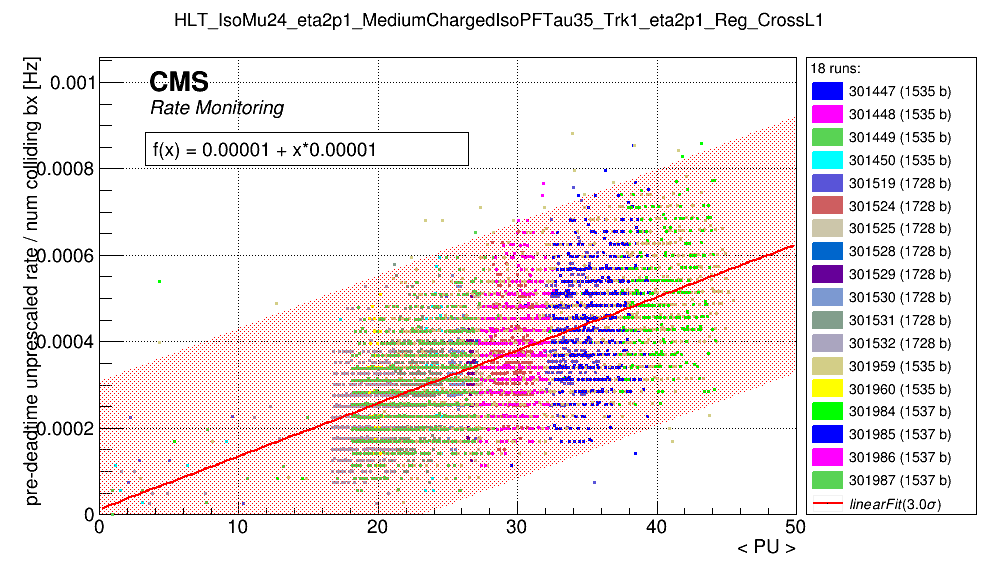 HLT_IsoMu24_eta2p1_MediumChargedIsoPFTau35_Trk1_eta2p1_Reg_CrossL1
pre-deadtime unprescaled rate / num colliding bx [Hz]
0.001
0.0008
0.0006
0.0004
0.0002
0
CMS
Rate Monitoring
f(x) = 0.00001 + x*0.00001
0 10 20 30 40 50
< PU >
18 runs:
301447 (1535 b)
301448 (1535 b)
301449 (1535 b)
301450 (1535 b)
301519 (1728 b)
301524 (1728 b)
301525 (1728 b)
301528 (1728 b)
301529 (1728 b)
301530 (1728 b)
301531 (1728 b)
301532 (1728 b)
301959 (1535 b)
301960 (1535 b)
301984 (1537 b)
301985 (1537 b)
301986 (1537 b)
301987 (1537 b)
linearFit(3.0σ)